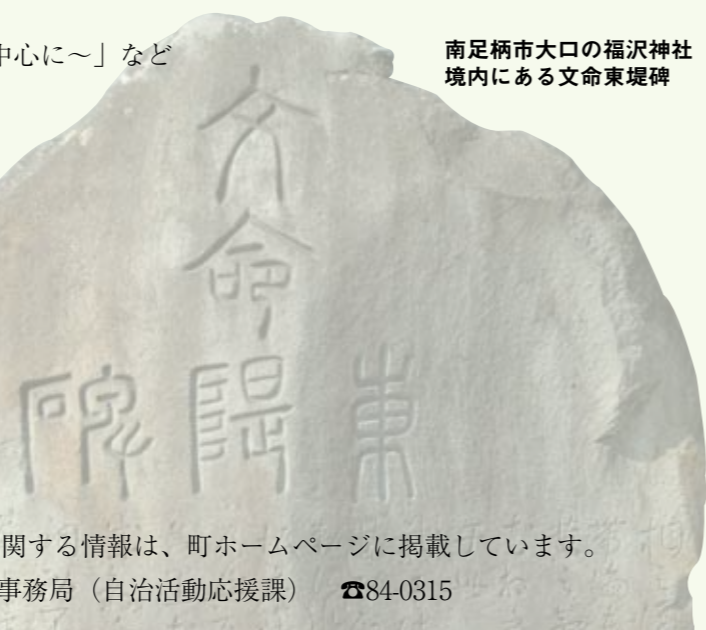 中心に～」など
南足柄市大口の福沢神社
境内にある文命東堤碑
文命
東堤碑
関する情報は、町ホームページに掲載しています。
事務局（自治活動応援課）　☎84-0315